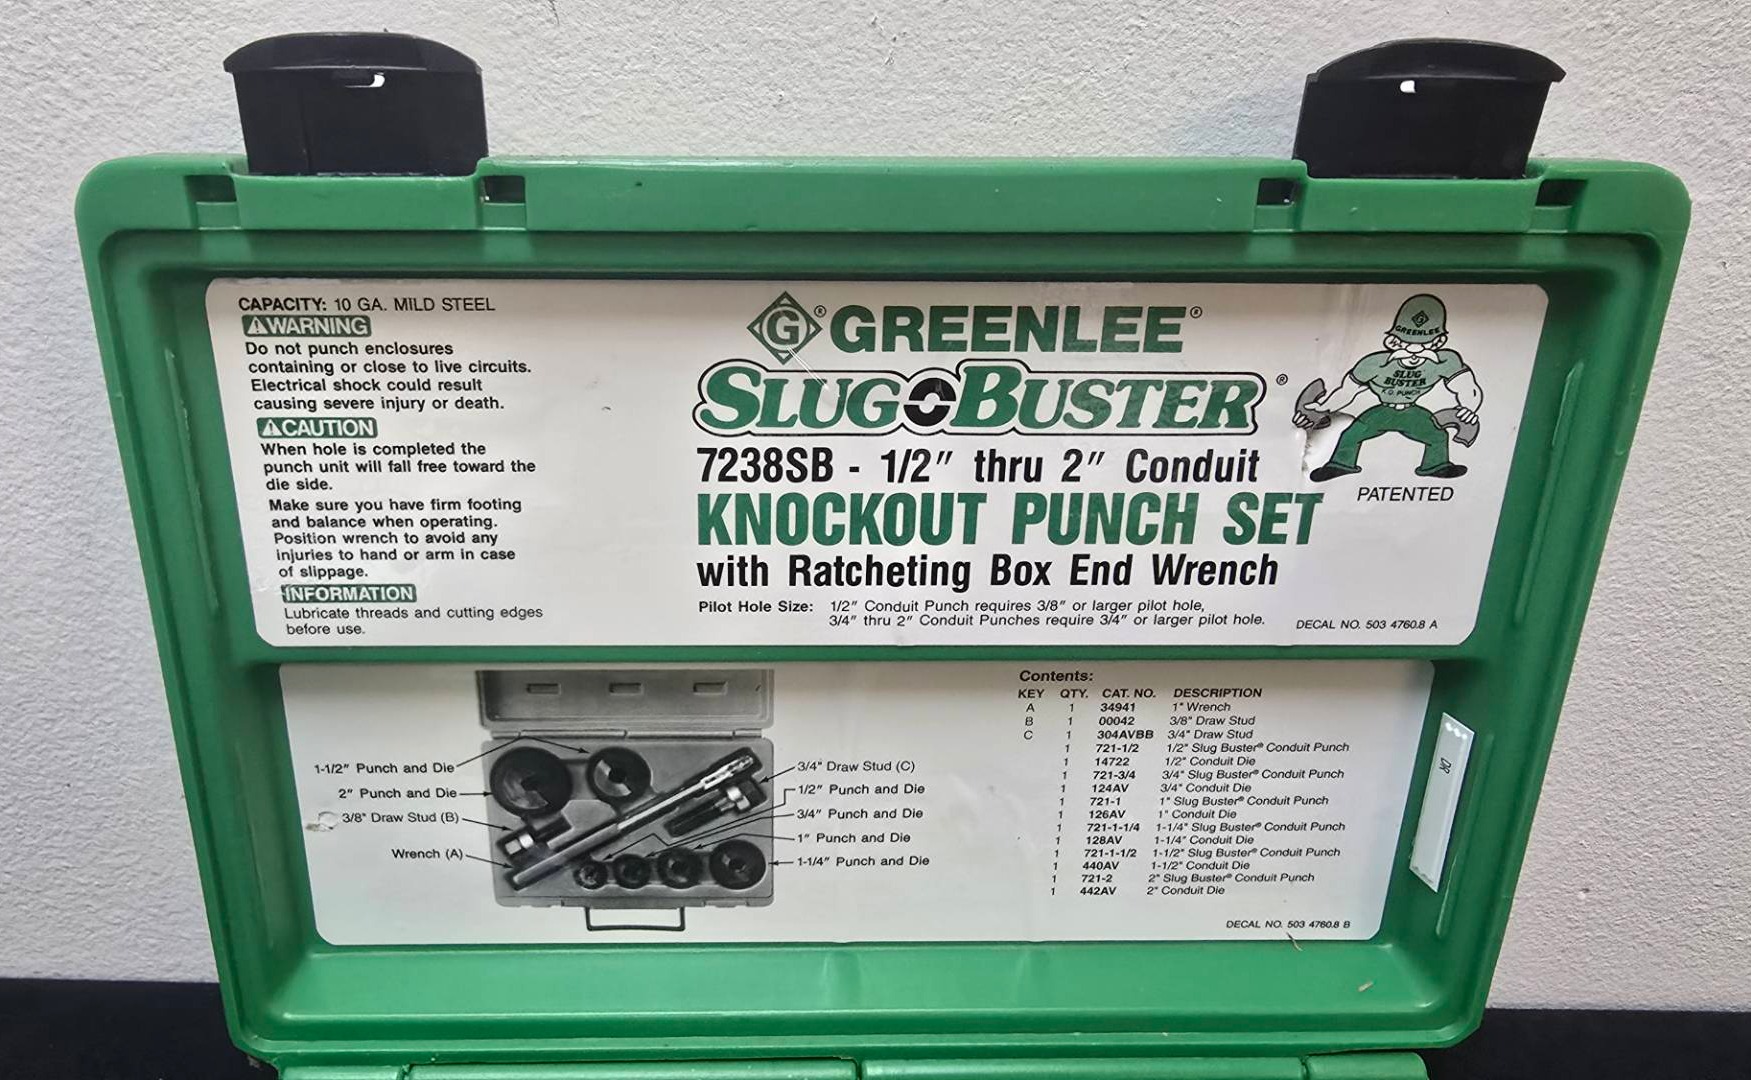 CAPACITY: 10 GA. MILD STEEL
WARNING
Do not punch enclosures
containing or close to live circuits.
Electrical shock could result
causing severe injury or death.
CAUTION
When hole is completed the
punch unit will fall free toward the
die side.
Make sure you have firm footing
and balance when operating.
Position wrench to avoid any
injuries to hand or arm in case
of slippage.
INFORMATION
Lubricate threads and cutting edges
before use.
G® GREENLEE®
SLUG BUSTER®
7238SB - 1/2" thru 2" Conduit
KNOCKOUT PUNCH SET
with Ratcheting Box End Wrench
Pilot Hole Size: 1/2" Conduit Punch requires 3/8" or larger pilot hole,
3/4" thru 2" Conduit Punches require 3/4" or larger pilot hole.
GREENLEE
SLUG
BUSTER
K.O. PUNCH
PATENTED
DECAL NO. 503 4760.8 A
1-1/2" Punch and Die
2" Punch and Die
3/8" Draw Stud (B)
Wrench (A)
3/4" Draw Stud (C)
1/2" Punch and Die
3/4" Punch and Die
1" Punch and Die
1-1/4" Punch and Die
Contents:
KEY QTY. CAT. NO. DESCRIPTION
A 1 34941 1" Wrench
B 1 00042 3/8" Draw Stud
C 1 304AVBB 3/4" Draw Stud
1 721-1/2 1/2" Slug Buster® Conduit Punch
1 14722 1/2" Conduit Die
1 721-3/4 3/4" Slug Buster® Conduit Punch
1 124AV 3/4" Conduit Die
1 721-1 1" Slug Buster® Conduit Punch
1 126AV 1" Conduit Die
1 721-1-1/4 1-1/4" Slug Buster® Conduit Punch
1 128AV 1-1/4" Conduit Die
1 721-1-1/2 1-1/2" Slug Buster® Conduit Punch
1 440AV 1-1/2" Conduit Die
1 721-2 2" Slug Buster® Conduit Punch
1 442AV 2" Conduit Die
DECAL NO. 503 4760.8 B